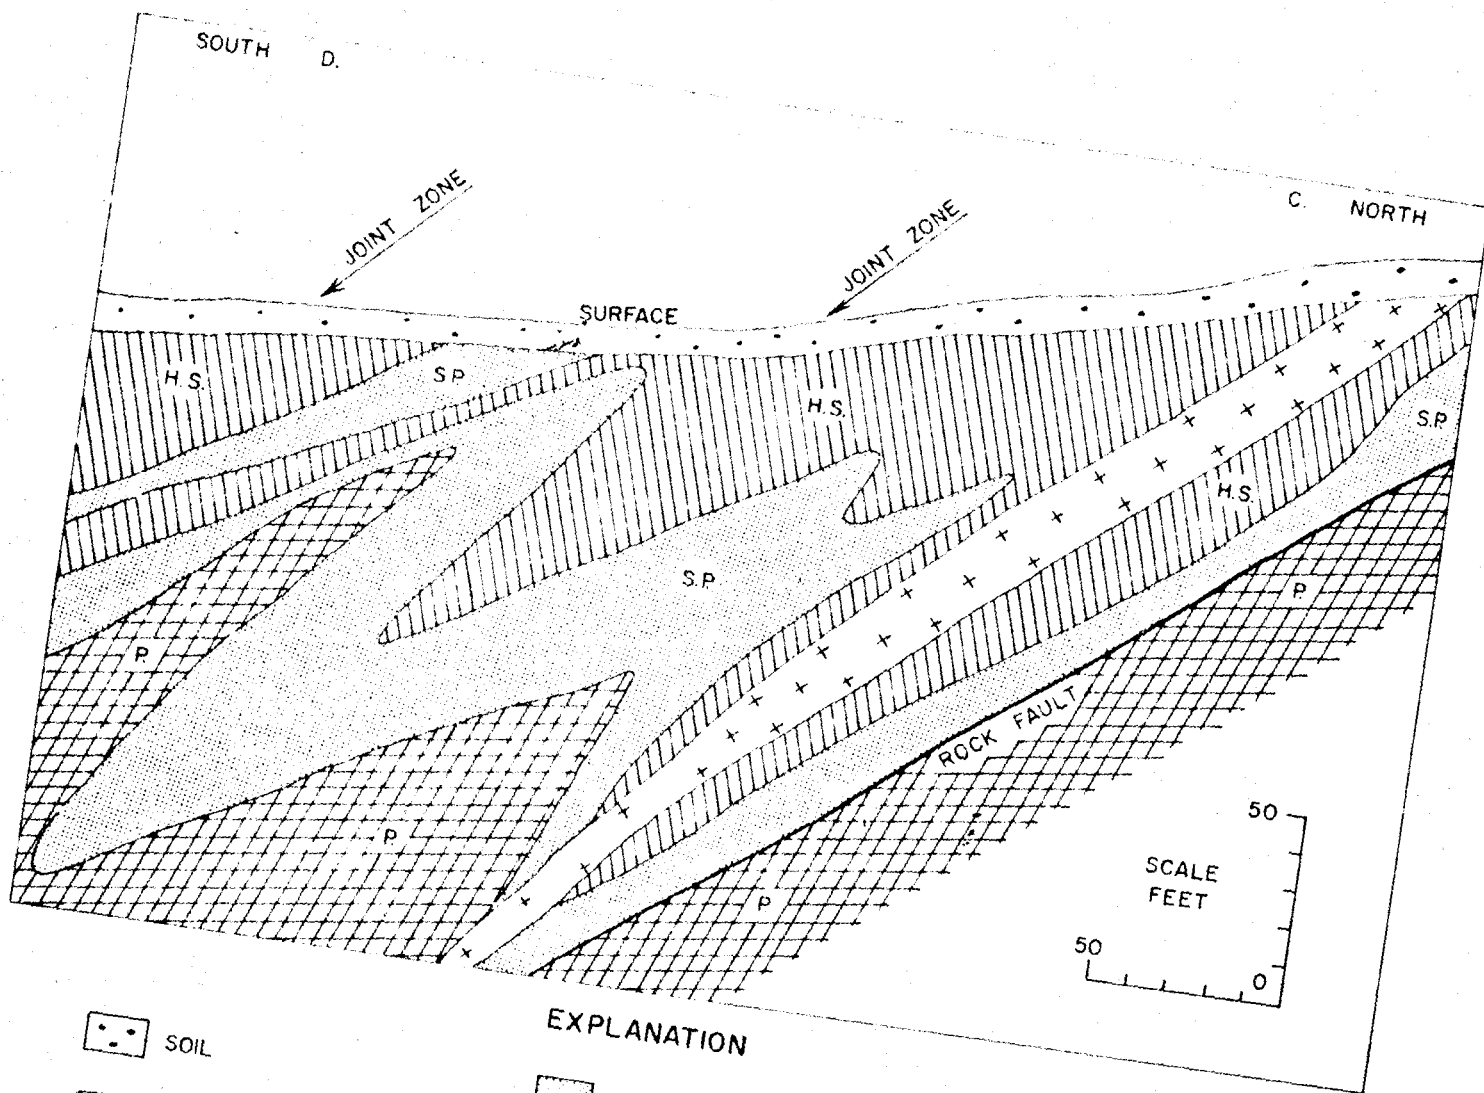 SOUTH D.
C. NORTH
JOINT ZONE
JOINT ZONE
SURFACE
H.S.
S.P
H.S.
S.P
H.S.
S.P
P
P.
P
P
ROCK FAULT
50
SCALE
FEET
50
0
EXPLANATION
SOIL